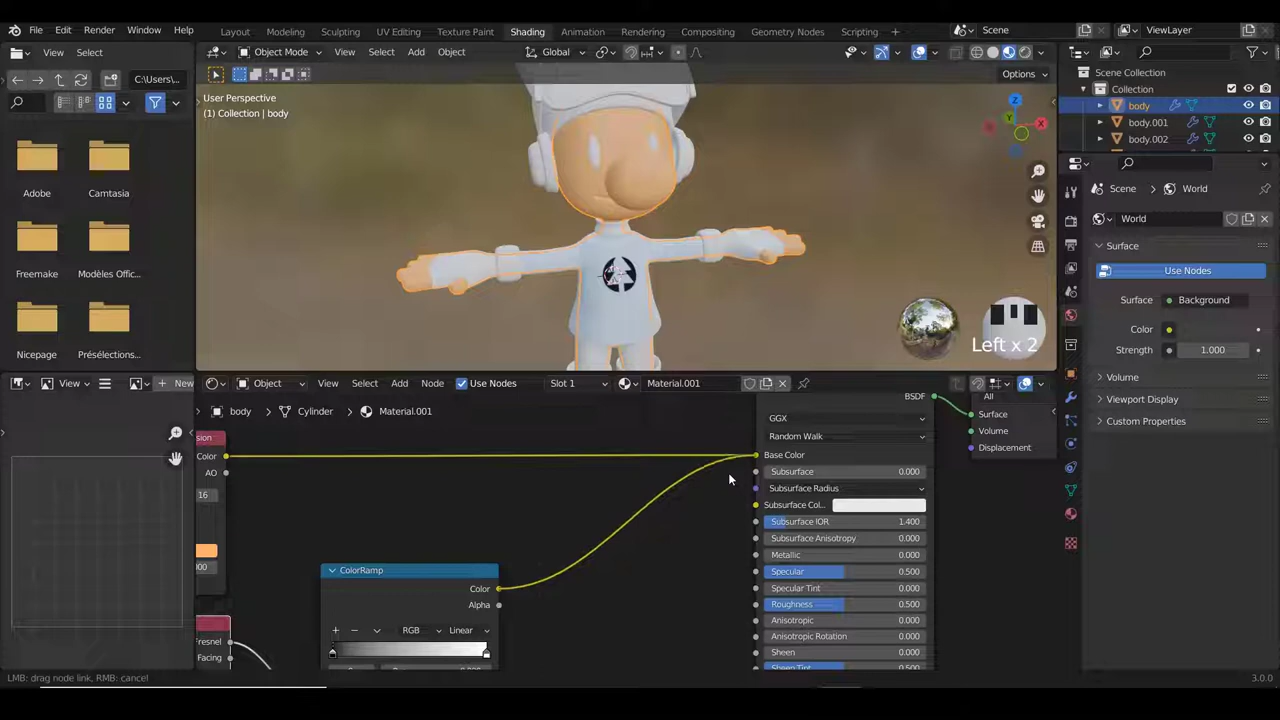 File Edit Render Window Help Layout Modeling Sculpting UV Editing Texture Paint Shading Animation Rendering Compositing Geometry Nodes Scripting Scene ViewLayer
View Select Object Mode View Select Add Object Global
C:\Users\... Options
User Perspective
(1) Collection | body
Adobe Camtasia
Freemake Modèles Offic...
Nicepage Présélections...
Left x 2
Scene Collection
Collection
body
body.001
body.002
Scene World
World
Surface
Use Nodes
Surface Background
Color
Strength 1.000
Volume
Viewport Display
Custom Properties
View New Object View Select Add Node Use Nodes Slot 1 Material.001
body Cylinder Material.001
Color
AO
16
Fresnel
Facing
ColorRamp
Color
Alpha
RGB Linear
BSDF
GGX
Random Walk
Base Color
Subsurface 0.000
Subsurface Radius
Subsurface Col...
Subsurface IOR 1.400
Subsurface Anisotropy 0.000
Metallic 0.000
Specular 0.500
Specular Tint 0.000
Roughness 0.500
Anisotropic 0.000
Anisotropic Rotation 0.000
Sheen 0.000
Sheen Tint 0.500
All
Surface
Volume
Displacement
LMB: drag node link, RMB: cancel 3.0.0